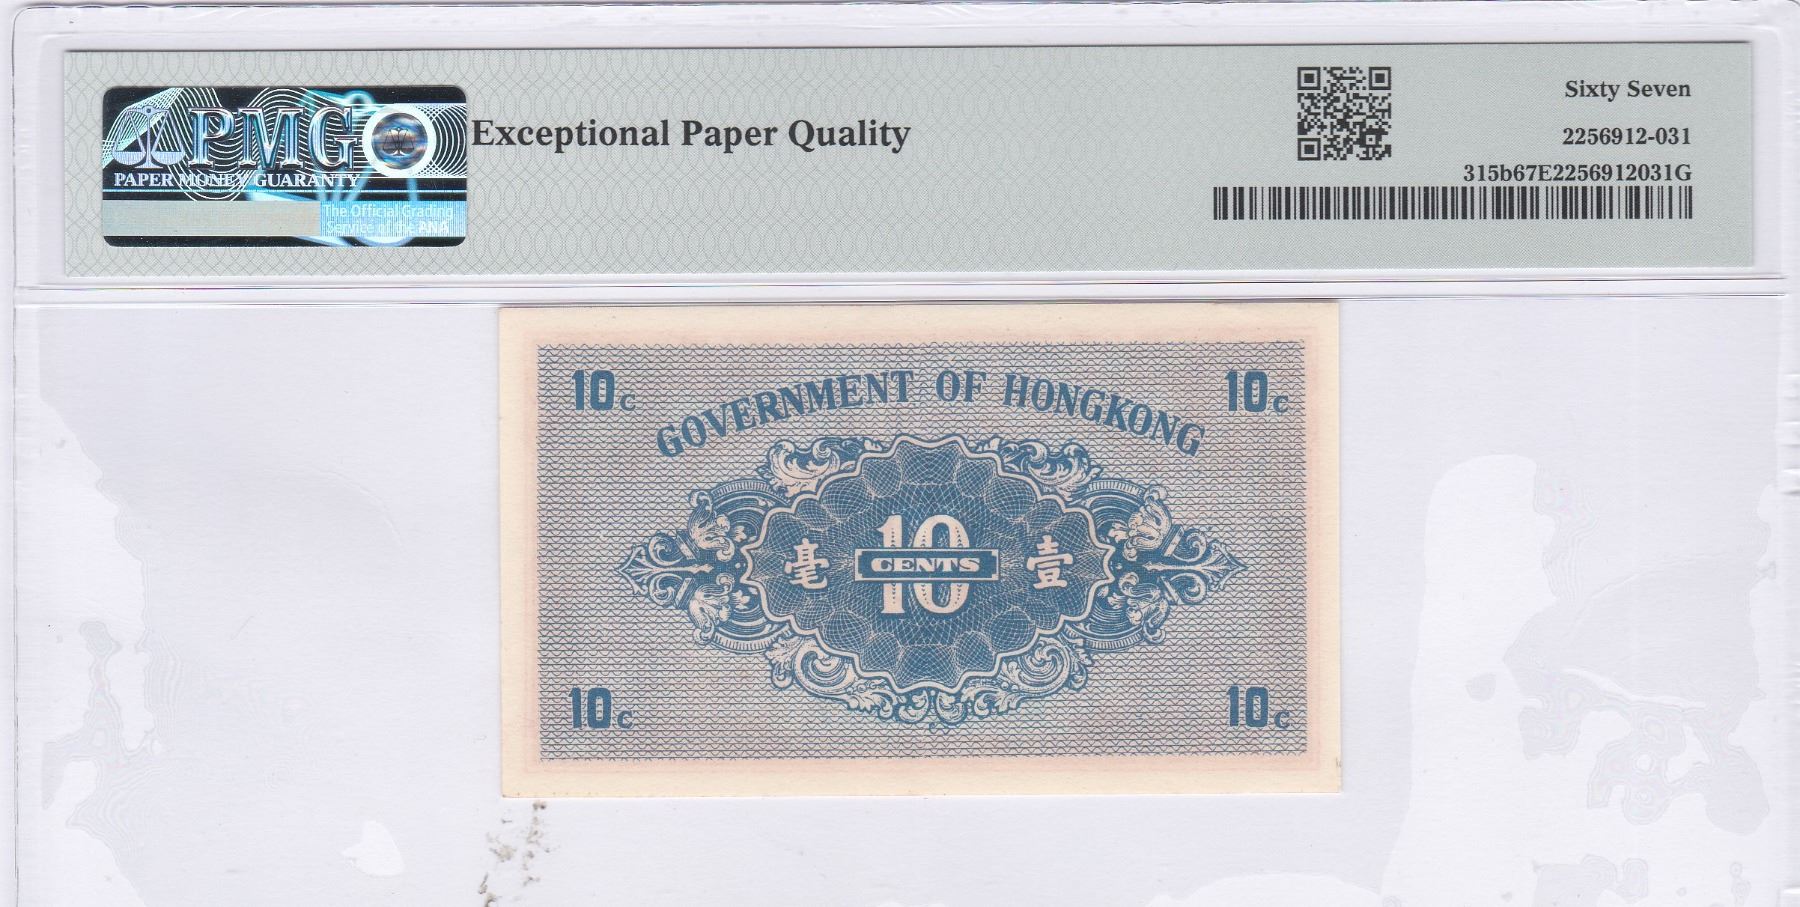 PMG
PAPER MONEY GUARANTY
The Official Grading
Service of the ANA
Exceptional Paper Quality
Sixty Seven
2256912-031
315b67E2256912031G
10c
GOVERNMENT OF HONGKONG
10c
毫
10
CENTS
壹
10c
10c